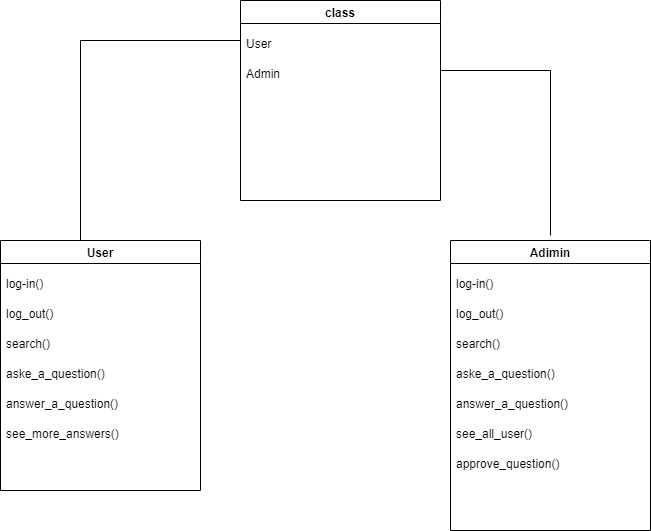 class
User
Admin
User
log-in()
log_out()
search()
aske_a_question()
answer_a_question()
see_more_answers()
Adimin
log-in()
log_out()
search()
aske_a_question()
answer_a_question()
see_all_user()
approve_question()